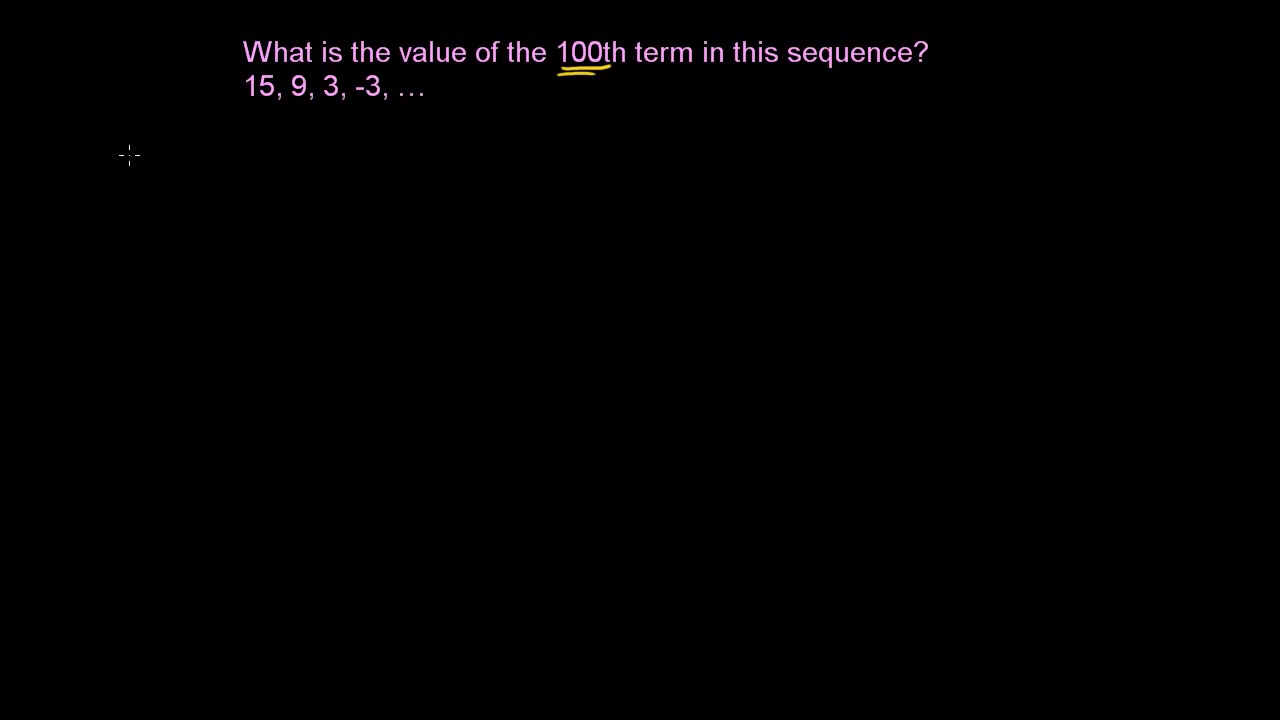 What is the value of the 100th term in this sequence?
15, 9, 3, -3, …